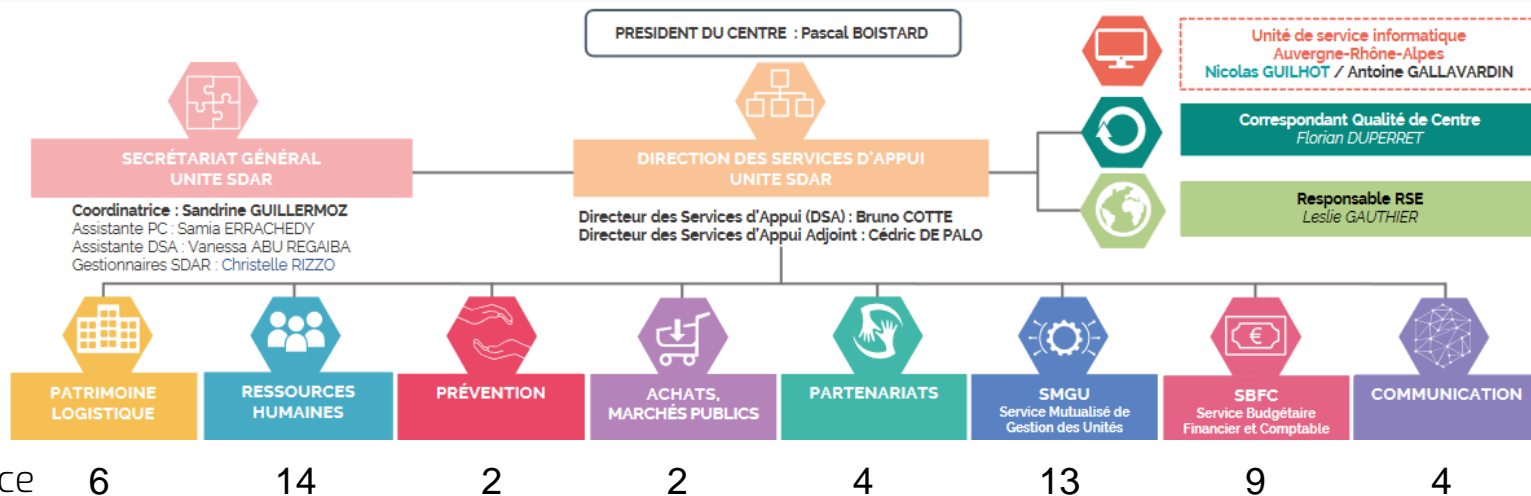 PRESIDENT DU CENTRE : Pascal BOISTARD
Unité de service informatique
Auvergne-Rhône-Alpes
Nicolas GUILHOT / Antoine GALLAVARDIN
Correspondant Qualité de Centre
Florian DUPERRET
Responsable RSE
Leslie GAUTHIER
SECRÉTARIAT GÉNÉRAL
UNITE SDAR
Coordinatrice : Sandrine GUILLERMOZ
Assistante PC : Samia ERRACHEDY
Assistante DSA : Vanessa ABU REGAIBA
Gestionnaires SDAR : Christelle RIZZO
DIRECTION DES SERVICES D'APPUI
UNITE SDAR
Directeur des Services d'Appui (DSA) : Bruno COTTE
Directeur des Services d'Appui Adjoint : Cédric DE PALO
PATRIMOINE
LOGISTIQUE
RESSOURCES
HUMAINES
PRÉVENTION
ACHATS,
MARCHÉS PUBLICS
PARTENARIATS
SMGU
Service Mutualisé de
Gestion des Unités
€
SBFC
Service Budgétaire
Financier et Comptable
COMMUNICATION
ce 6 14 2 2 4 13 9 4